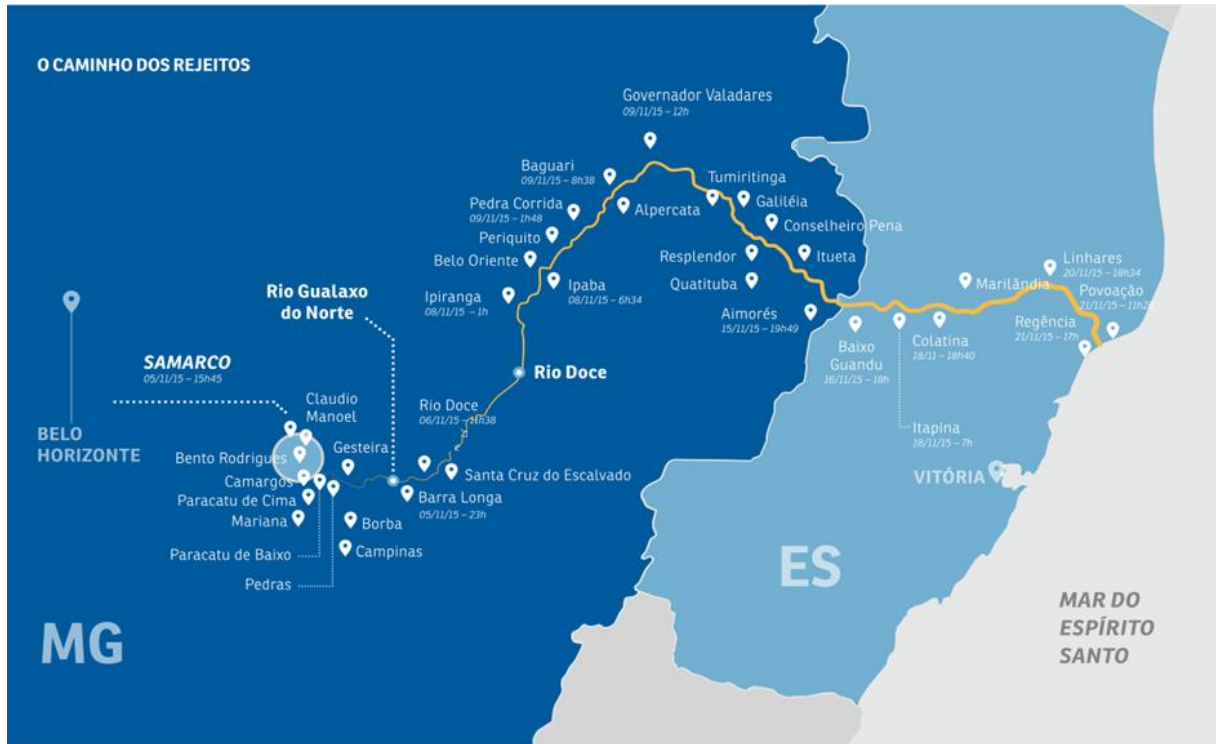 O CAMINHO DOS REJEITOS
Governador Valadares
09/11/15 – 12h
Baguari
09/11/15 – 8h38
Tumiritinga
Galiléia
Pedra Corrida
09/11/15 – 1h48
Alpercata
Conselheiro Pena
Periquito
Resplendor
Itueta
Belo Oriente
Quatituba
Linhares
20/11/15 – 18h34
Marilândia
Ipaba
08/11/15 – 6h34
Povoação
Rio Gualaxo
do Norte
Ipiranga
08/11/15 – 1h
Aimorés
15/11/15 – 19h49
Regência
21/11/15 – 17h
Baixo
Guandu
16/11/15 – 18h
Colatina
18/11 – 18h40
SAMARCO
05/11/15 – 15h45
Rio Doce
Rio Doce
06/11/15 – 11h38
Itapina
18/11/15 – 7h
Claudio
Manoel
BELO
HORIZONTE
Gesteira
Bento Rodrigues
Santa Cruz do Escalvado
VITÓRIA
Camargos
Paracatu de Cima
Barra Longa
05/11/15 – 23h
Mariana
Borba
Paracatu de Baixo
Campinas
Pedras
ES
MG
MAR DO
ESPÍRITO
SANTO